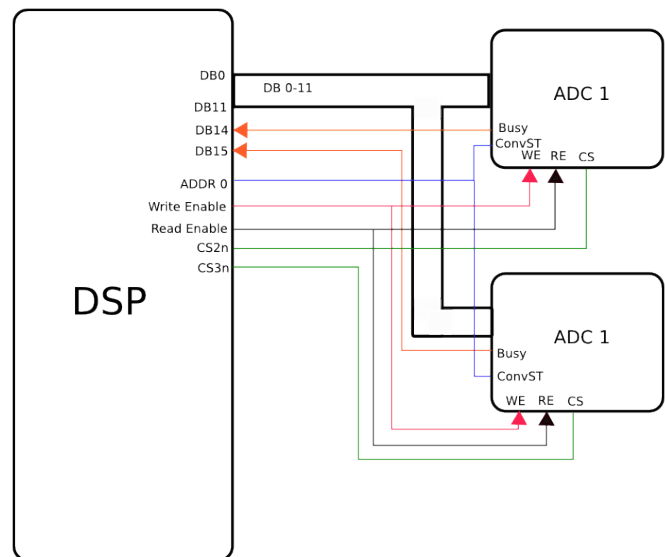 DB0
DB 0-11
DB11
DB14
DB15
ADDR 0
Write Enable
Read Enable
CS2n
CS3n
DSP
ADC 1
Busy
ConvST
WE RE CS
ADC 1
Busy
ConvST
WE RE CS